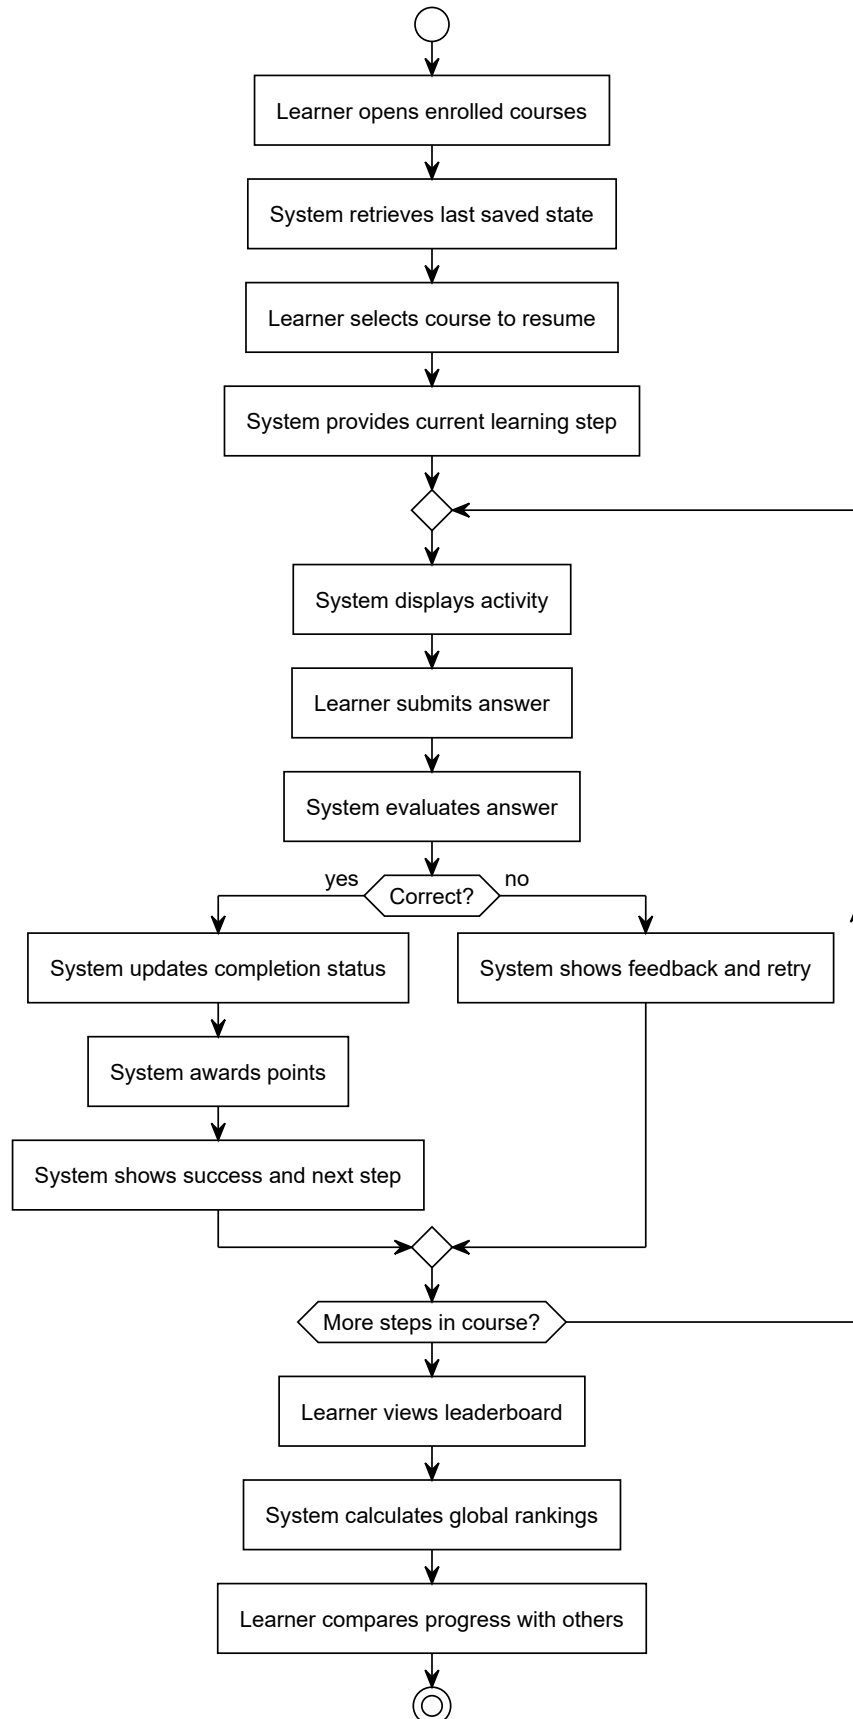 Learner opens enrolled courses
System retrieves last saved state
Learner selects course to resume
System provides current learning step
System displays activity
Learner submits answer
System evaluates answer
yes
Correct?
no
System updates completion status
System shows feedback and retry
System awards points
System shows success and next step
More steps in course?
Learner views leaderboard
System calculates global rankings
Learner compares progress with others